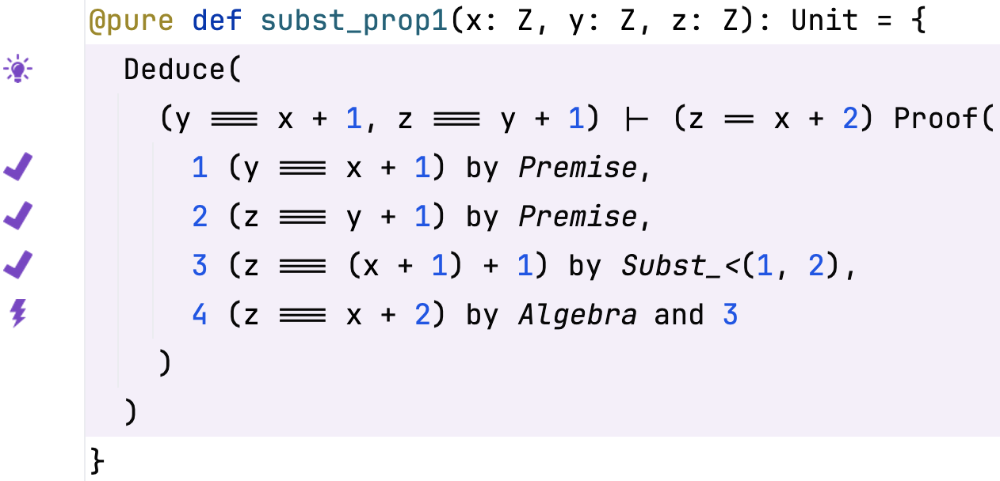 @pure def subst_prop1(x: Z, y: Z, z: Z): Unit = {
Deduce(
(y === x + 1, z === y + 1) |- (z == x + 2) Proof(
1 (y === x + 1) by Premise,
2 (z === y + 1) by Premise,
3 (z === (x + 1) + 1) by Subst_<(1, 2),
4 (z === x + 2) by Algebra and 3
)
)
}